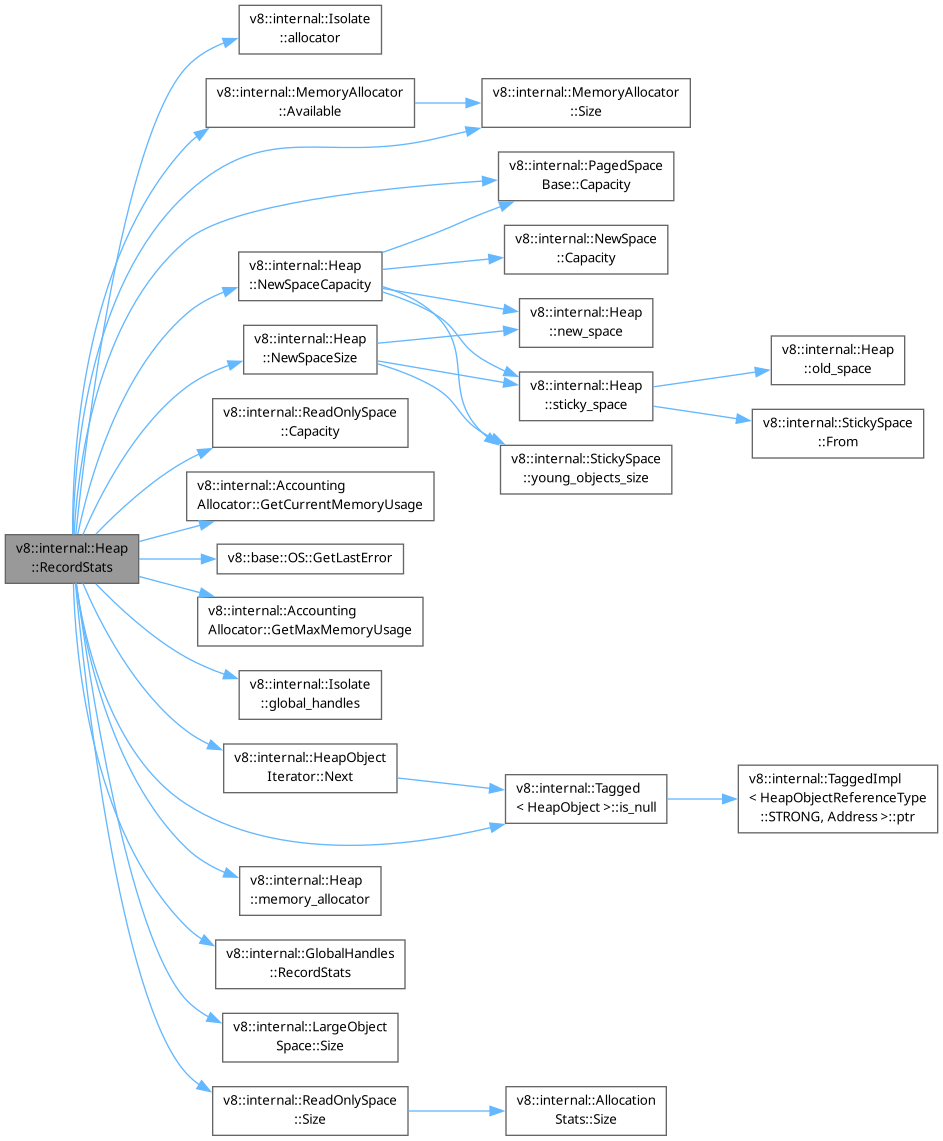 v8::internal::Isolate
::allocator
v8::internal::MemoryAllocator
::Available
v8::internal::MemoryAllocator
::Size
v8::internal::PagedSpace
Base::Capacity
v8::internal::NewSpace
::Capacity
v8::internal::Heap
::NewSpaceCapacity
v8::internal::Heap
::new_space
v8::internal::Heap
::NewSpaceSize
v8::internal::Heap
::old_space
v8::internal::Heap
::sticky_space
v8::internal::ReadOnlySpace
::Capacity
v8::internal::StickySpace
::From
v8::internal::StickySpace
::young_objects_size
v8::internal::Accounting
Allocator::GetCurrentMemoryUsage
v8::internal::Heap
::RecordStats
v8::base::OS::GetLastError
v8::internal::Accounting
Allocator::GetMaxMemoryUsage
v8::internal::Isolate
::global_handles
v8::internal::HeapObject
Iterator::Next
v8::internal::Tagged
< HeapObject >::is_null
v8::internal::TaggedImpl
< HeapObjectReferenceType
::STRONG, Address >::ptr
v8::internal::Heap
::memory_allocator
v8::internal::GlobalHandles
::RecordStats
v8::internal::LargeObject
Space::Size
v8::internal::ReadOnlySpace
::Size
v8::internal::Allocation
Stats::Size